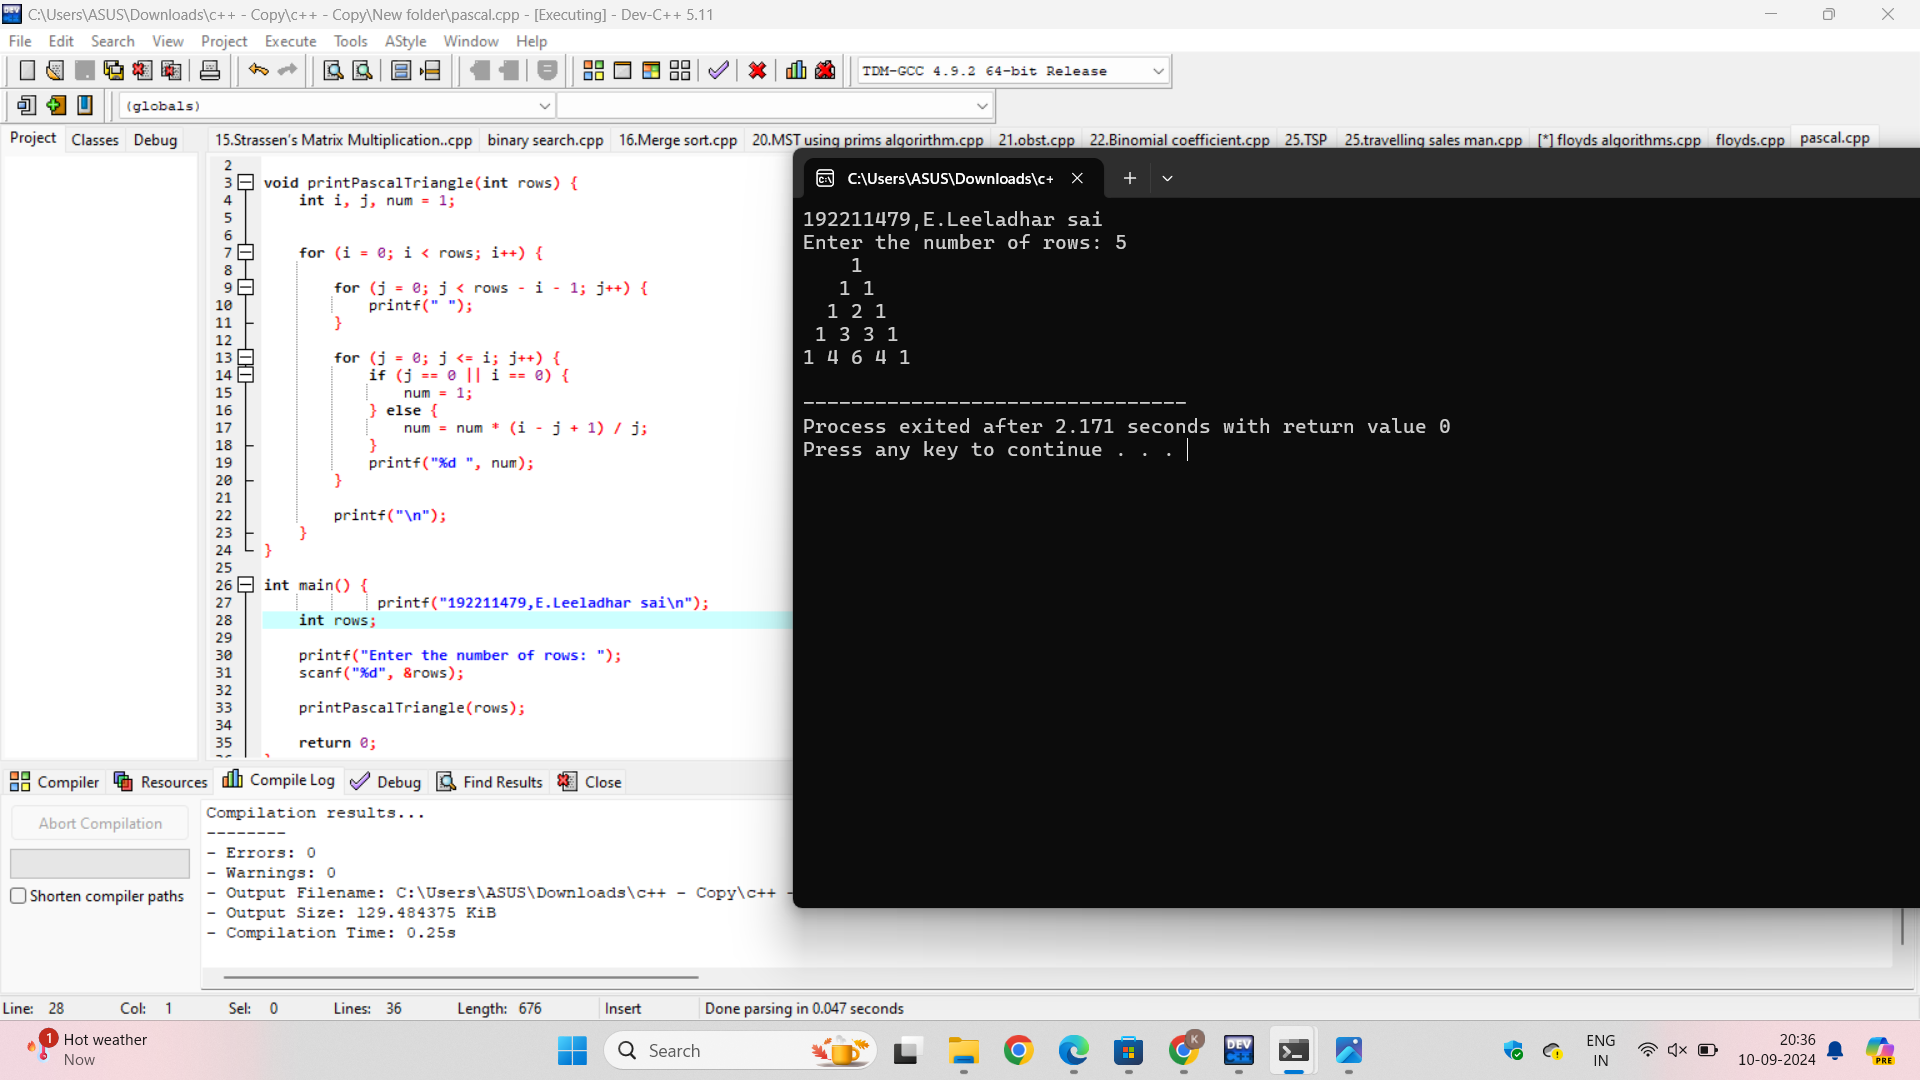 C:\Users\ASUS\Downloads\c++ - Copy\c++ - Copy\New folder\pascal.cpp - [Executing] - Dev-C++ 5.11
File Edit Search View Project Execute Tools AStyle Window Help
TDM-GCC 4.9.2 64-bit Release
(globals)
Project Classes Debug
15.Strassen's Matrix Multiplication..cpp binary search.cpp 16.Merge sort.cpp 20.MST using prims algorirthm.cpp 21.obst.cpp 22.Binomial coefficient.cpp 25.TSP 25.travelling sales man.cpp [*] floyds algorithms.cpp floyds.cpp pascal.cpp
2
3 void printPascalTriangle(int rows) {
4 int i, j, num = 1;
5
6
7 for (i = 0; i < rows; i++) {
8
9 for (j = 0; j < rows - i - 1; j++) {
10 printf(" ");
11 }
12
13 for (j = 0; j <= i; j++) {
14 if (j == 0 || i == 0) {
15 num = 1;
16 } else {
17 num = num * (i - j + 1) / j;
18 }
19 printf("%d ", num);
20 }
21
22 printf("\n");
23 }
24 }
25
26 int main() {
27 printf("192211479,E.Leeladhar sai\n");
28 int rows;
29
30 printf("Enter the number of rows: ");
31 scanf("%d", &rows);
32
33 printPascalTriangle(rows);
34
35 return 0;
C:\Users\ASUS\Downloads\c+
192211479,E.Leeladhar sai
Enter the number of rows: 5
1
1 1
1 2 1
1 3 3 1
1 4 6 4 1
--------------------------------
Process exited after 2.171 seconds with return value 0
Press any key to continue . . .
Compiler Resources Compile Log Debug Find Results Close
Abort Compilation
Shorten compiler paths
Compilation results...
--------
- Errors: 0
- Warnings: 0
- Output Filename: C:\Users\ASUS\Downloads\c++ - Copy\c++ -
- Output Size: 129.484375 KiB
- Compilation Time: 0.25s
Line: 28 Col: 1 Sel: 0 Lines: 36 Length: 676 Insert Done parsing in 0.047 seconds
1
Hot weather
Now
Search
K
DEV
C++
ENG
IN
20:36
10-09-2024
PRE